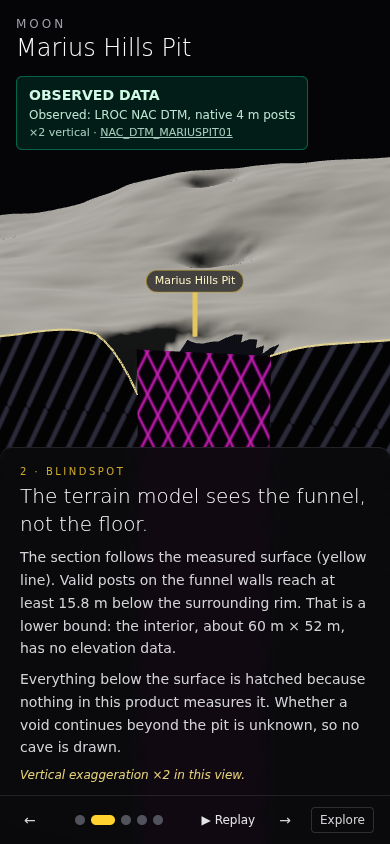 MOON
Marius Hills Pit
OBSERVED DATA
Observed: LROC NAC DTM, native 4 m posts
×2 vertical · NAC_DTM_MARIUSPIT01
Marius Hills Pit
2 · BLINDSPOT
The terrain model sees the funnel,
not the floor.
The section follows the measured surface (yellow
line). Valid posts on the funnel walls reach at
least 15.8 m below the surrounding rim. That is a
lower bound: the interior, about 60 m × 52 m,
has no elevation data.
Everything below the surface is hatched because
nothing in this product measures it. Whether a
void continues beyond the pit is unknown, so no
cave is drawn.
Vertical exaggeration ×2 in this view.
← ▶ Replay → Explore